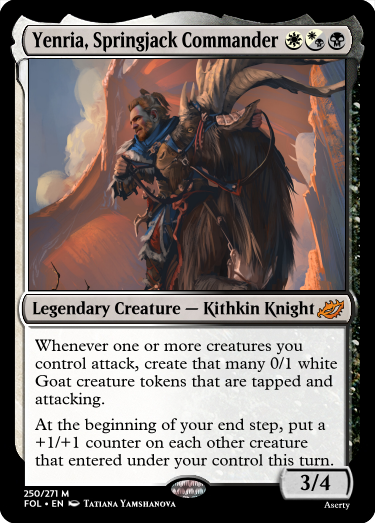 Yenria, Springjack Commander
Legendary Creature — Kithkin Knight
Whenever one or more creatures you
control attack, create that many 0/1 white
Goat creature tokens that are tapped and
attacking.
At the beginning of your end step, put a
+1/+1 counter on each other creature
that entered under your control this turn.
3/4
250/271 M
FOL • EN Tatiana Yamshanova
Aserty